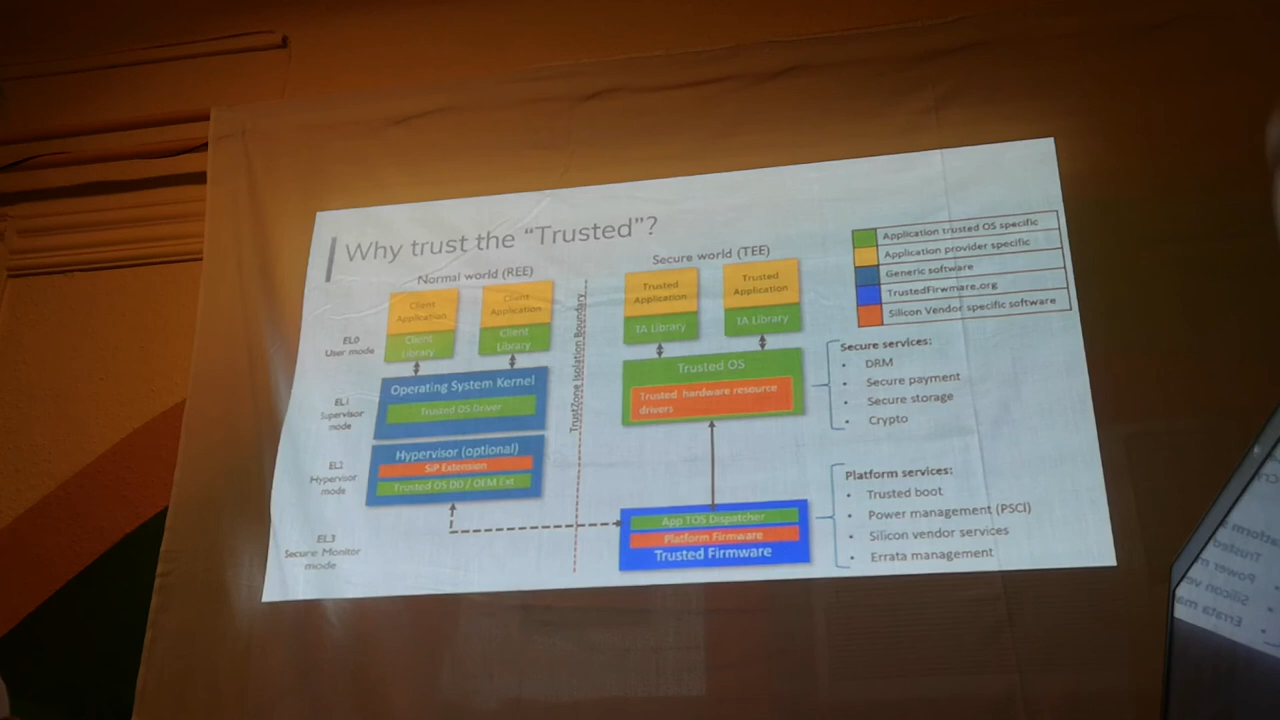 Why trust the “Trusted”?
Normal world (REE)
Secure world (TEE)
Client
Application
Client
Library
Client
Application
Client
Library
EL0
User mode
Operating System Kernel
Trusted OS Driver
EL1
Supervisor
mode
Hypervisor (optional)
SiP Extension
Trusted OS DD / OEM Ext
EL2
Hypervisor
mode
EL3
Secure Monitor
mode
TrustZone Isolation Boundary
Trusted
Application
TA Library
Trusted
Application
TA Library
Trusted OS
Trusted hardware resource
drivers
App TOS Dispatcher
Platform Firmware
Trusted Firmware
Application trusted OS specific
Application provider specific
Generic software
TrustedFirwmare.org
Silicon Vendor specific software
Secure services:
• DRM
• Secure payment
• Secure storage
• Crypto
Platform services:
• Trusted boot
• Power management (PSCI)
• Silicon vendor services
• Errata management